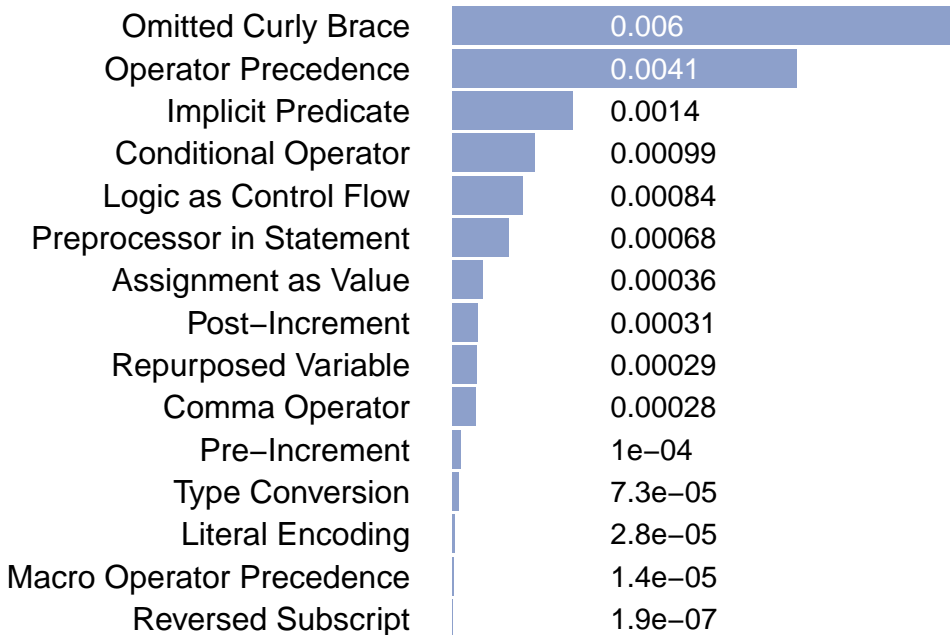 Omitted Curly Brace 0.006
Operator Precedence 0.0041
Implicit Predicate 0.0014
Conditional Operator 0.00099
Logic as Control Flow 0.00084
Preprocessor in Statement 0.00068
Assignment as Value 0.00036
Post−Increment 0.00031
Repurposed Variable 0.00029
Comma Operator 0.00028
Pre−Increment 1e−04
Type Conversion 7.3e−05
Literal Encoding 2.8e−05
Macro Operator Precedence 1.4e−05
Reversed Subscript 1.9e−07